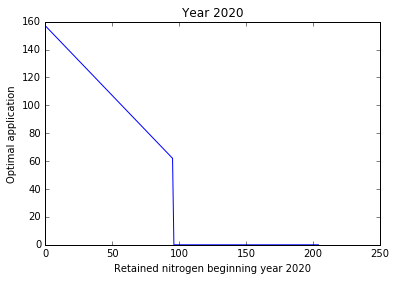 Year 2020
160
140
120
100
80
60
40
20
0
Optimal application
0 50 100 150 200 250
Retained nitrogen beginning year 2020